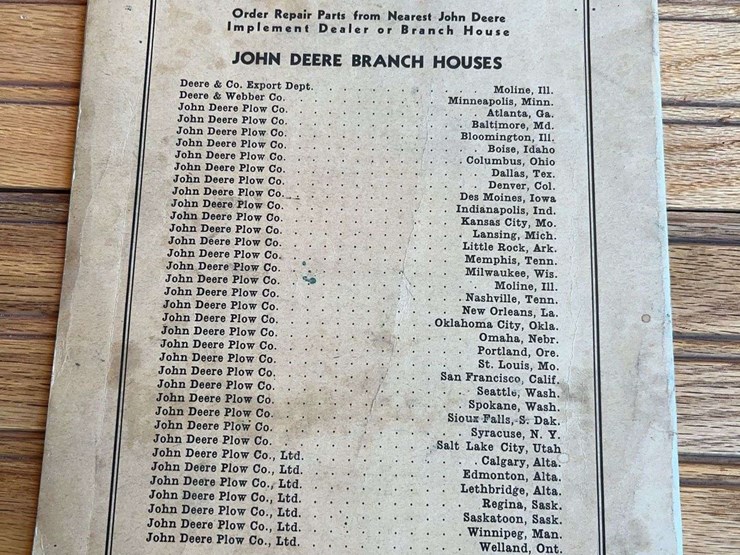 Order Repair Parts from Nearest John Deere
Implement Dealer or Branch House
JOHN DEERE BRANCH HOUSES
Deere & Co. Export Dept. Moline, Ill.
Deere & Webber Co. Minneapolis, Minn.
John Deere Plow Co. Atlanta, Ga.
John Deere Plow Co. Baltimore, Md.
John Deere Plow Co. Bloomington, Ill.
John Deere Plow Co. Boise, Idaho
John Deere Plow Co. Columbus, Ohio
John Deere Plow Co. Dallas, Tex.
John Deere Plow Co. Denver, Col.
John Deere Plow Co. Des Moines, Iowa
John Deere Plow Co. Indianapolis, Ind.
John Deere Plow Co. Kansas City, Mo.
John Deere Plow Co. Lansing, Mich.
John Deere Plow Co. Little Rock, Ark.
John Deere Plow Co. Memphis, Tenn.
John Deere Plow Co. Milwaukee, Wis.
John Deere Plow Co. Moline, Ill.
John Deere Plow Co. Nashville, Tenn.
John Deere Plow Co. New Orleans, La.
John Deere Plow Co. Oklahoma City, Okla.
John Deere Plow Co. Omaha, Nebr.
John Deere Plow Co. Portland, Ore.
John Deere Plow Co. St. Louis, Mo.
John Deere Plow Co. San Francisco, Calif.
John Deere Plow Co. Seattle, Wash.
John Deere Plow Co. Spokane, Wash.
John Deere Plow Co. Sioux Falls, S. Dak.
John Deere Plow Co. Syracuse, N. Y.
John Deere Plow Co. Salt Lake City, Utah
John Deere Plow Co., Ltd. Calgary, Alta.
John Deere Plow Co., Ltd. Edmonton, Alta.
John Deere Plow Co., Ltd. Lethbridge, Alta.
John Deere Plow Co., Ltd. Regina, Sask.
John Deere Plow Co., Ltd. Saskatoon, Sask.
John Deere Plow Co., Ltd. Winnipeg, Man.
John Deere Plow Co., Ltd. Welland, Ont.